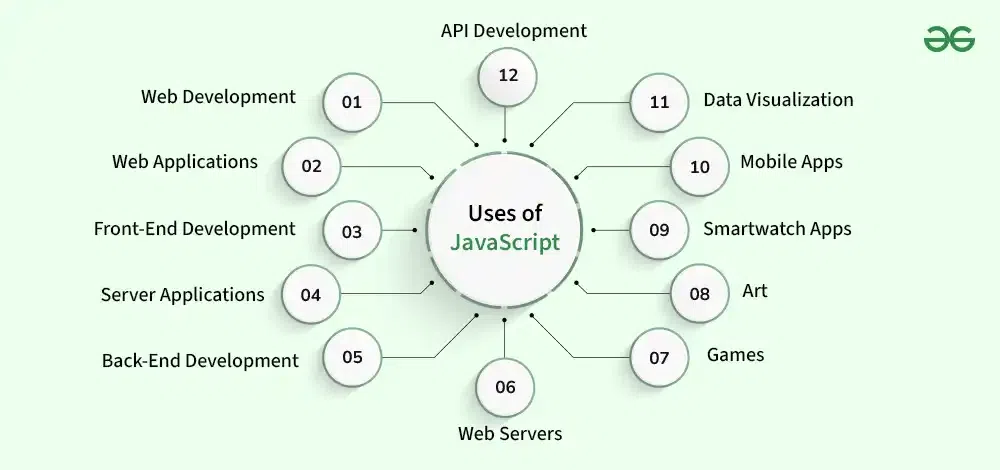 API Development
12
Web Development
01
11
Data Visualization
Web Applications
02
10
Mobile Apps
Uses of
JavaScript
Front-End Development
03
09
Smartwatch Apps
Server Applications
04
08
Art
Back-End Development
05
07
Games
06
Web Servers